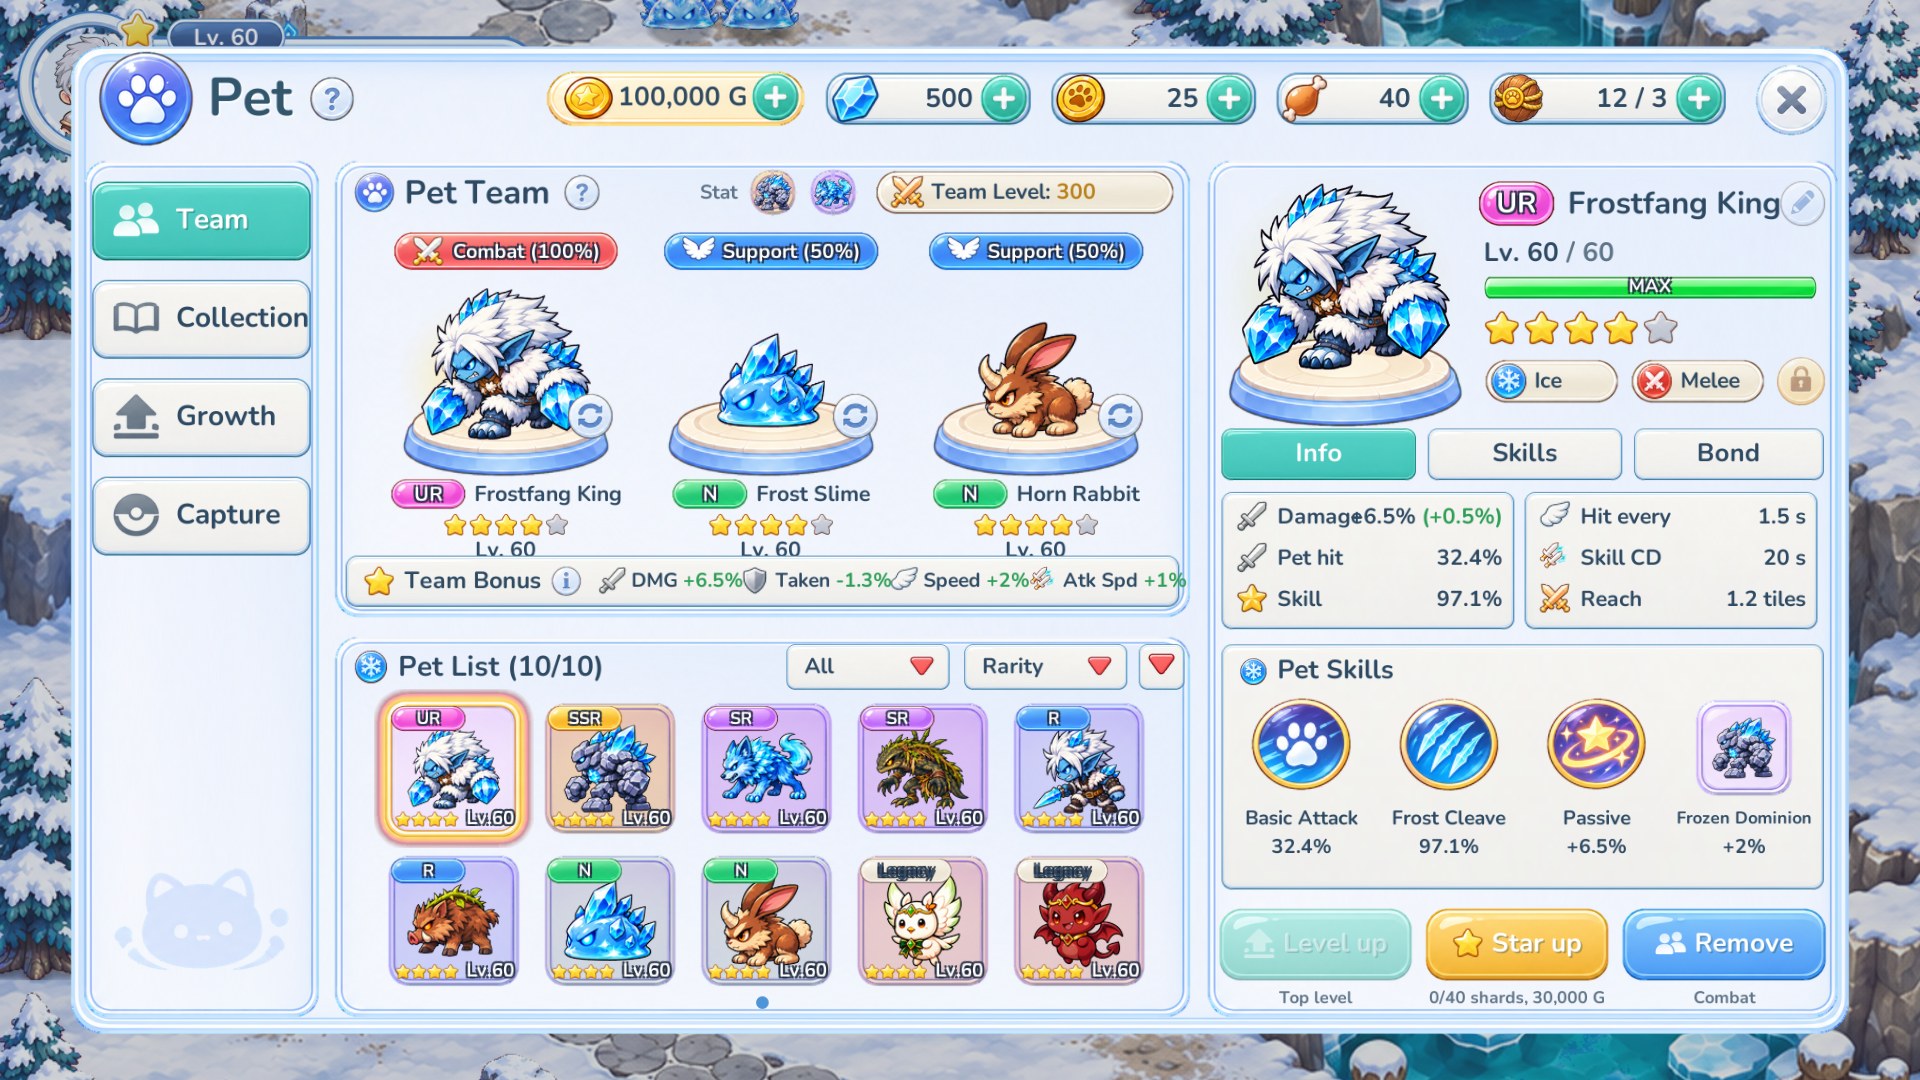 Lv. 60
Pet ?
100,000 G
500
25
40
12 / 3
Team
Collection
Growth
Capture
Pet Team ?
Stat
Team Level: 300
Combat (100%)
Support (50%)
Support (50%)
UR Frostfang King
N Frost Slime
N Horn Rabbit
Lv. 60
Lv. 60
Lv. 60
Team Bonus i DMG +6.5% Taken -1.3% Speed +2% Atk Spd +1%
Pet List (10/10)
All
Rarity
UR
SSR
SR
SR
R
Lv.60
Lv.60
Lv.60
Lv.60
Lv.60
R
N
N
Legacy
Legacy
Lv.60
Lv.60
Lv.60
Lv.60
Lv.60
UR Frostfang King
Lv. 60 / 60
MAX
Ice
Melee
Info
Skills
Bond
Damage +6.5% (+0.5%)
Pet hit 32.4%
Skill 97.1%
Hit every 1.5 s
Skill CD 20 s
Reach 1.2 tiles
Pet Skills
Basic Attack
32.4%
Frost Cleave
97.1%
Passive
+6.5%
Frozen Dominion
+2%
Level up
Star up
Remove
Top level
0/40 shards, 30,000 G
Combat